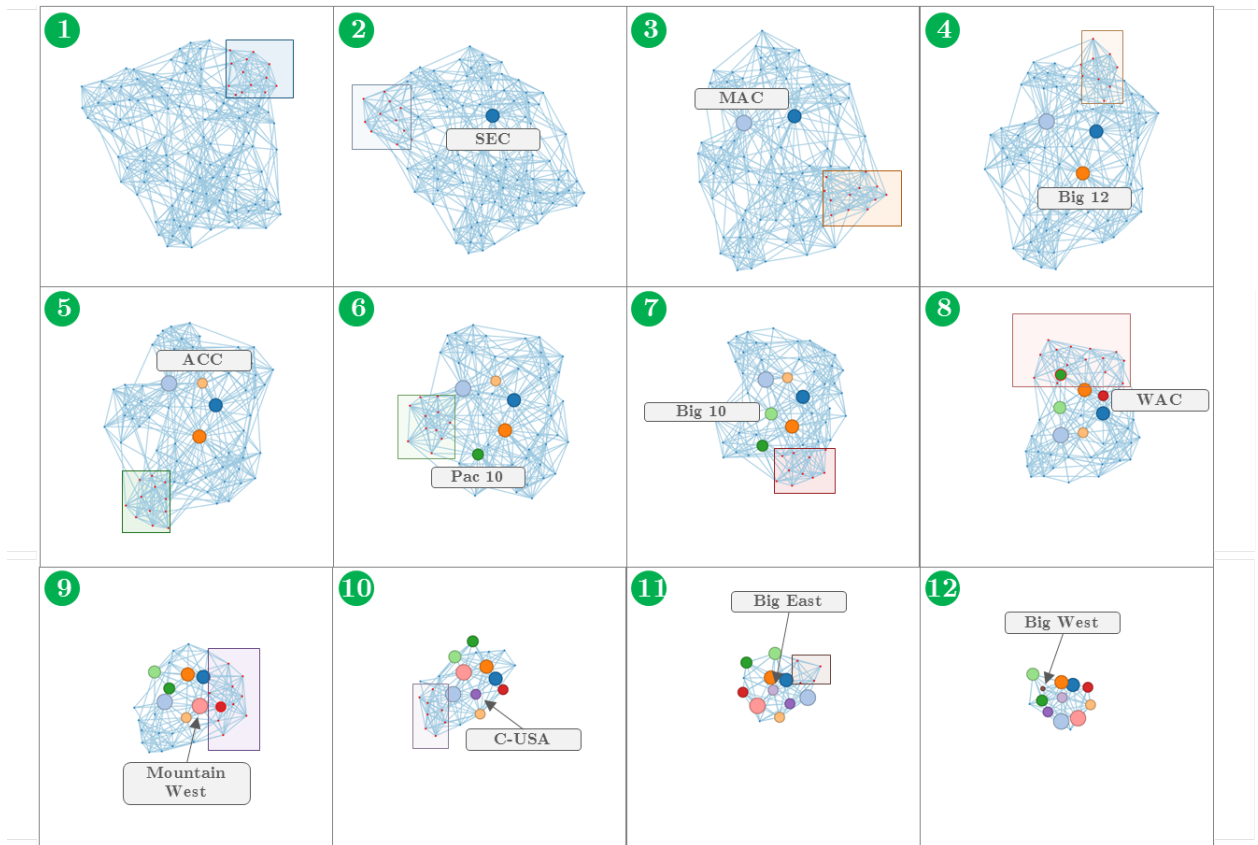 1
2
3
4
SEC
MAC
Big 12
5
6
7
8
ACC
Pac 10
Big 10
WAC
9
10
11
12
Mountain
West
C-USA
Big East
Big West